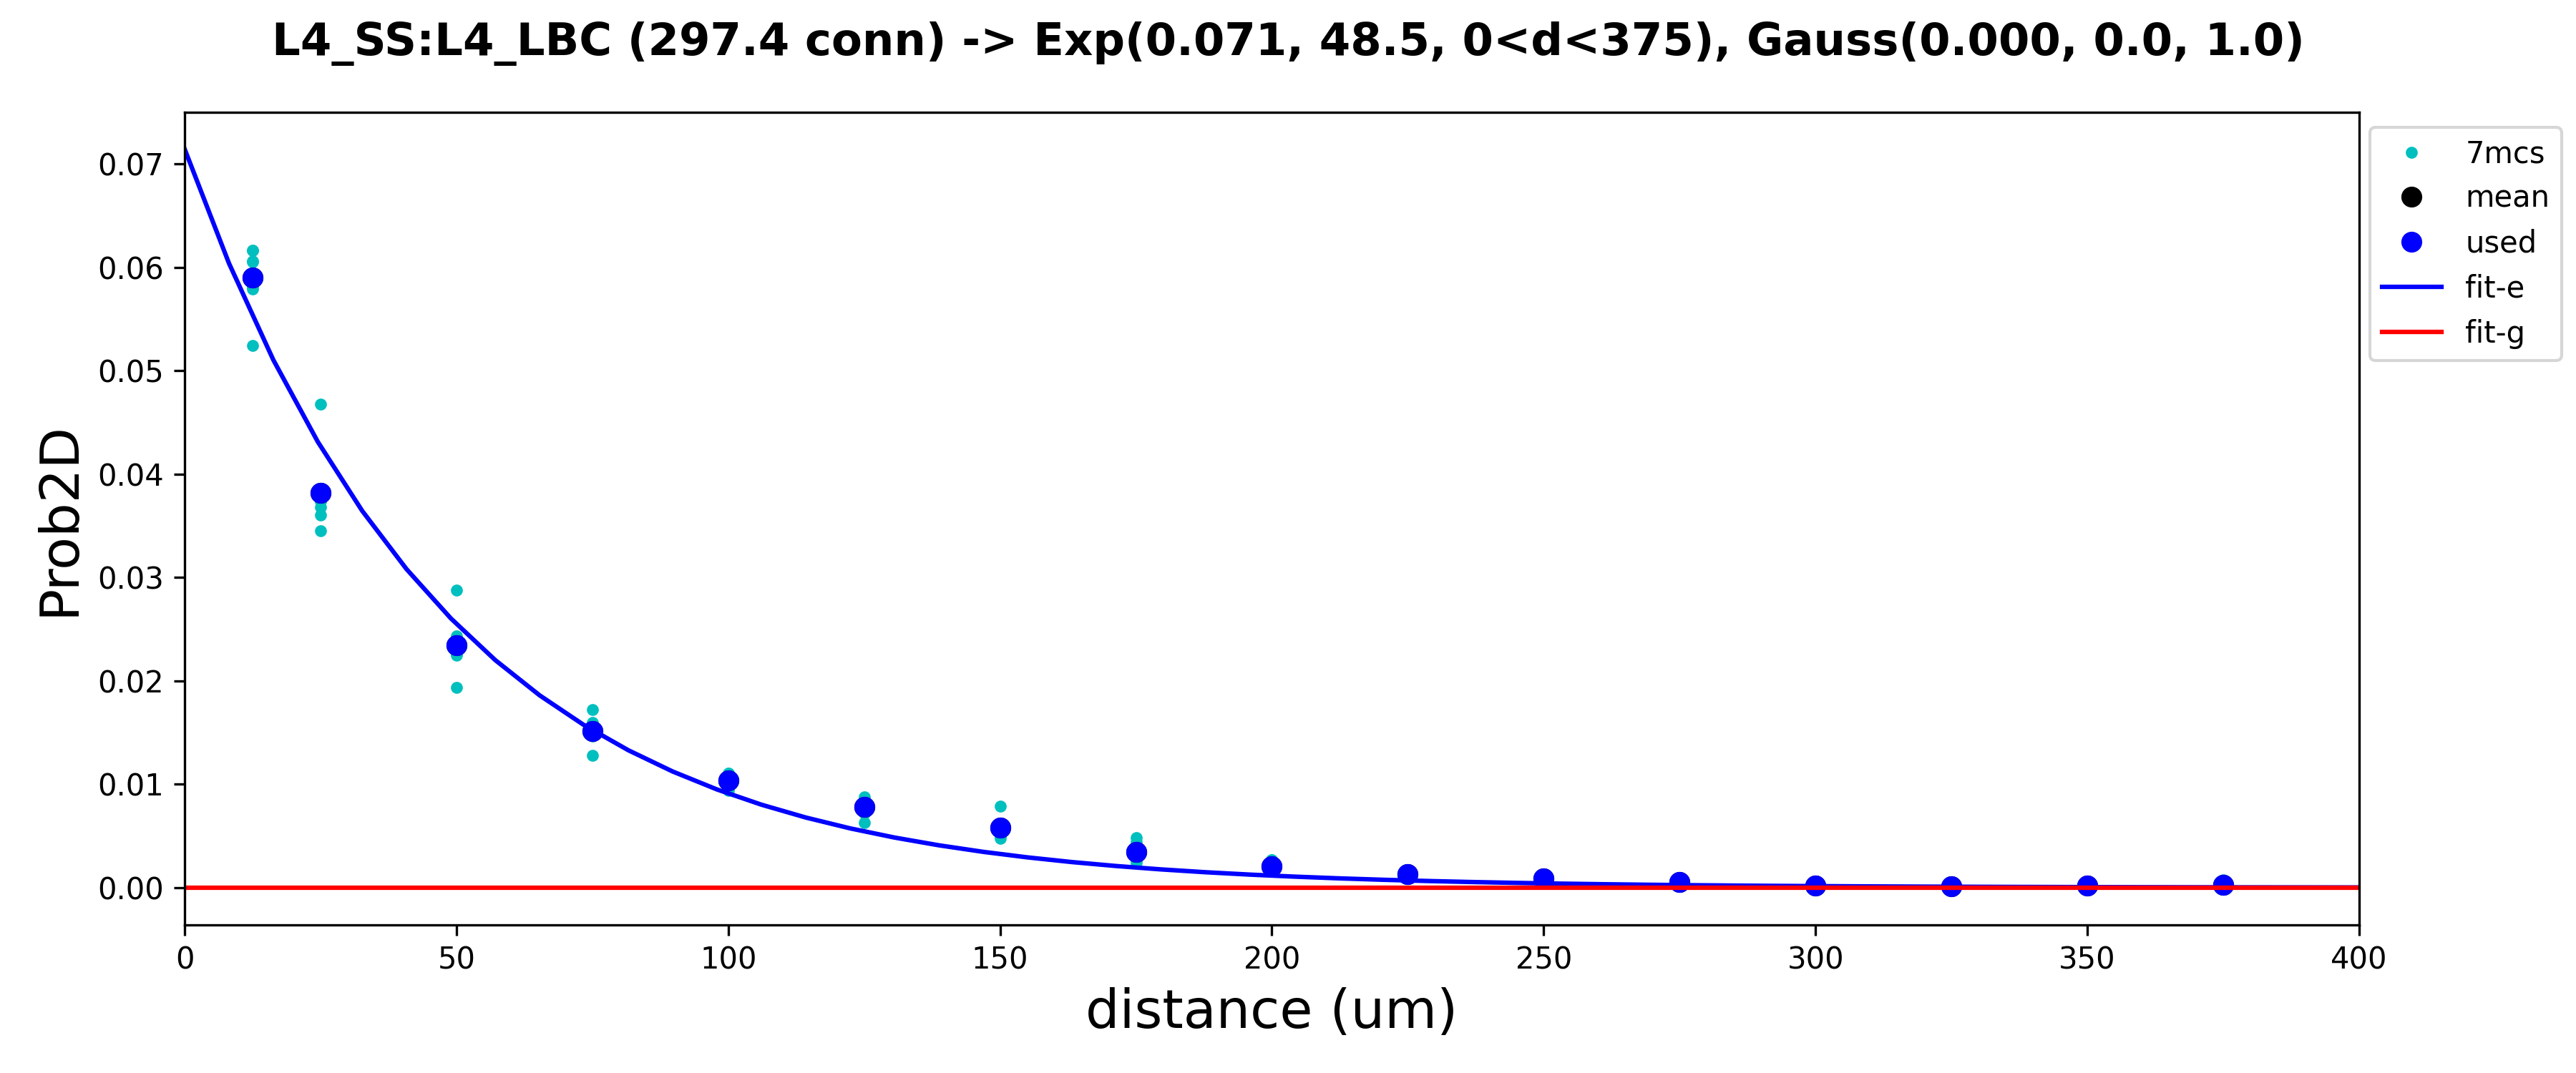 L4_SS:L4_LBC (297.4 conn) -> Exp(0.071, 48.5, 0<d<375), Gauss(0.000, 0.0, 1.0)
7mcs
mean
used
fit-e
fit-g
Prob2D
0.07
0.06
0.05
0.04
0.03
0.02
0.01
0.00
0 50 100 150 200 250 300 350 400
distance (um)